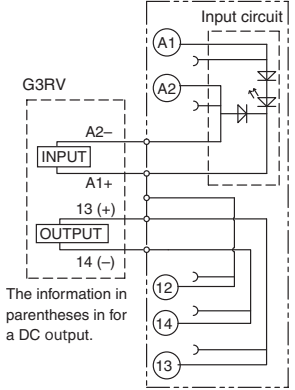 Input circuit
A1
G3RV
A2
A2–
INPUT
A1+
13 (+)
OUTPUT
14 (–)
The information in
parentheses in for
a DC output.
12
14
13